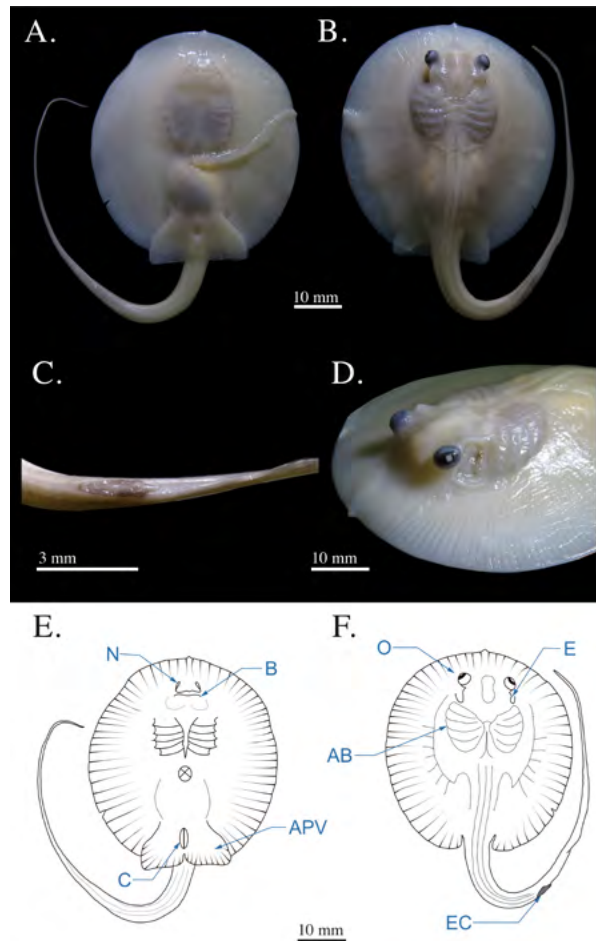 A. B.
10 mm
C. D.
3 mm 10 mm
E. F.
N B O E
AB
APV
C
EC
10 mm